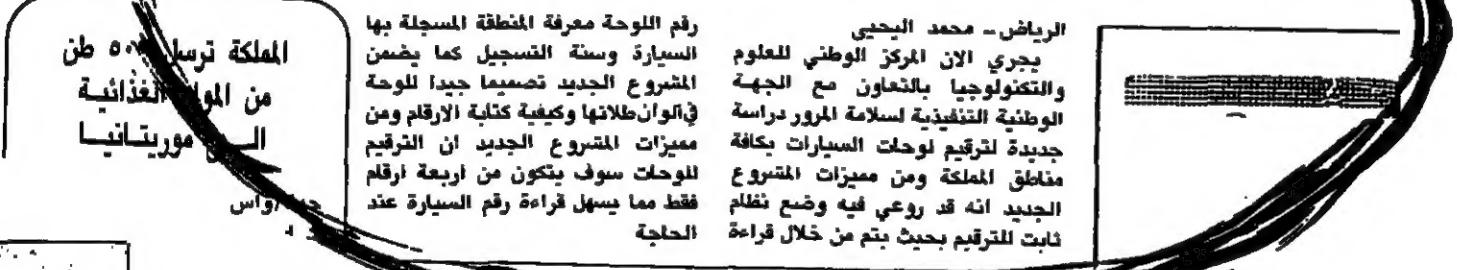 الرياض ـ محمد اليحيى
يجري الان المركز الوطني للعلوم
والتكنولوجيا بالتعاون مع الجهة
الوطنية التنفيذية لسلامة المرور دراسة
جديدة لترقيم لوحات السيارات بكافة
مناطق المملكة ومن مميزات المشروع
الجديد انه قد روعي فيه وضع نظام
ثابت للترقيم بحيث يتم من خلال قراءة
رقم اللوحة معرفة المنطقة المسجلة بها
السيارة وسنة التسجيل كما يضمن
المشروع الجديد تصميما جيدا للوحة
في الوان طلائها وكيفية كتابة الارقام ومن
مميزات المشروع الجديد ان الترقيم
للوحات سوف يتكون من اربعة ارقام
فقط مما يسهل قراءة رقم السيارة عند
الحاجة
المملكة ترسل طن
من المواد الغذائية
الى موريتانيا
واس